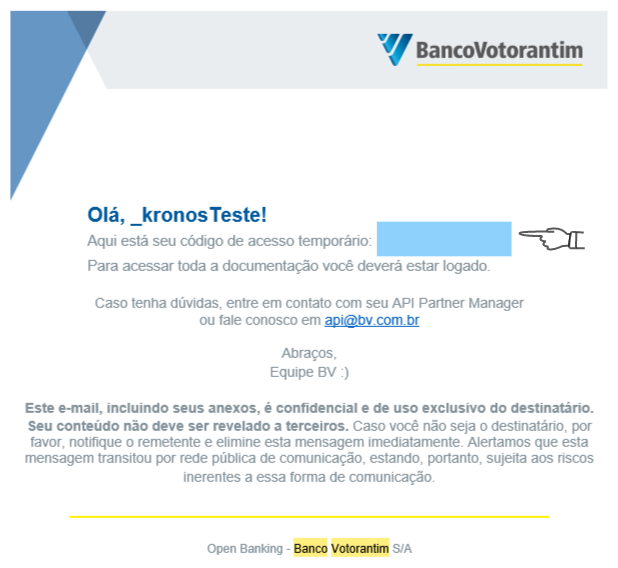 BancoVotorantim
Olá, _kronosTeste!
Aqui está seu código de acesso temporário:
Para acessar toda a documentação você deverá estar logado.
Caso tenha dúvidas, entre em contato com seu API Partner Manager
ou fale conosco em api@bv.com.br
Abraços,
Equipe BV :)
Este e-mail, incluindo seus anexos, é confidencial e de uso exclusivo do destinatário.
Seu conteúdo não deve ser revelado a terceiros. Caso você não seja o destinatário, por
favor, notifique o remetente e elimine esta mensagem imediatamente. Alertamos que esta
mensagem transitou por rede pública de comunicação, estando, portanto, sujeita aos riscos
inerentes a essa forma de comunicação.
Open Banking - Banco Votorantim S/A